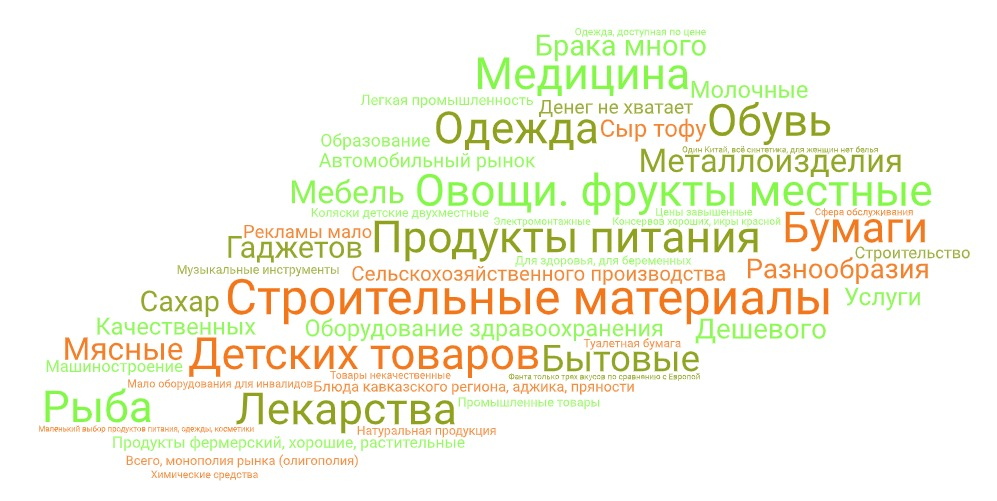 Одежда, доступная по цене
Брака много
Медицина
Молочные
Легкая промышленность
Денег не хватает
Обувь
Одежда
Сыр тофу
Образование
Один Китай, всё синтетика, для женщин нет белья
Автомобильный рынок
Металлоизделия
Мебель
Овощи. фрукты местные
Коляски детские двухместные
Цены завышенные
Сфера обслуживания
Электромонтажные
Консервов хороших, икры красной
Рекламы мало
Бумаги
Гаджетов
Продукты питания
Строительство
Для здоровья, для беременных
Музыкальные инструменты
Сельскохозяйственного производства
Разнообразия
Сахар
Строительные материалы
Услуги
Качественных
Оборудование здравоохранения
Дешевого
Туалетная бумага
Мясные
Детских товаров
Бытовые
Машиностроение
Товары некачественные
Фанта только трех вкусов по сравнению с Европой
Мало оборудования для инвалидов
Блюда кавказского региона, аджика, пряности
Рыба
Лекарства
Промышленные товары
Маленький выбор продуктов питания, одежды, косметики
Натуральная продукция
Продукты фермерский, хорошие, растительные
Всего, монополия рынка (олигополия)
Химические средства